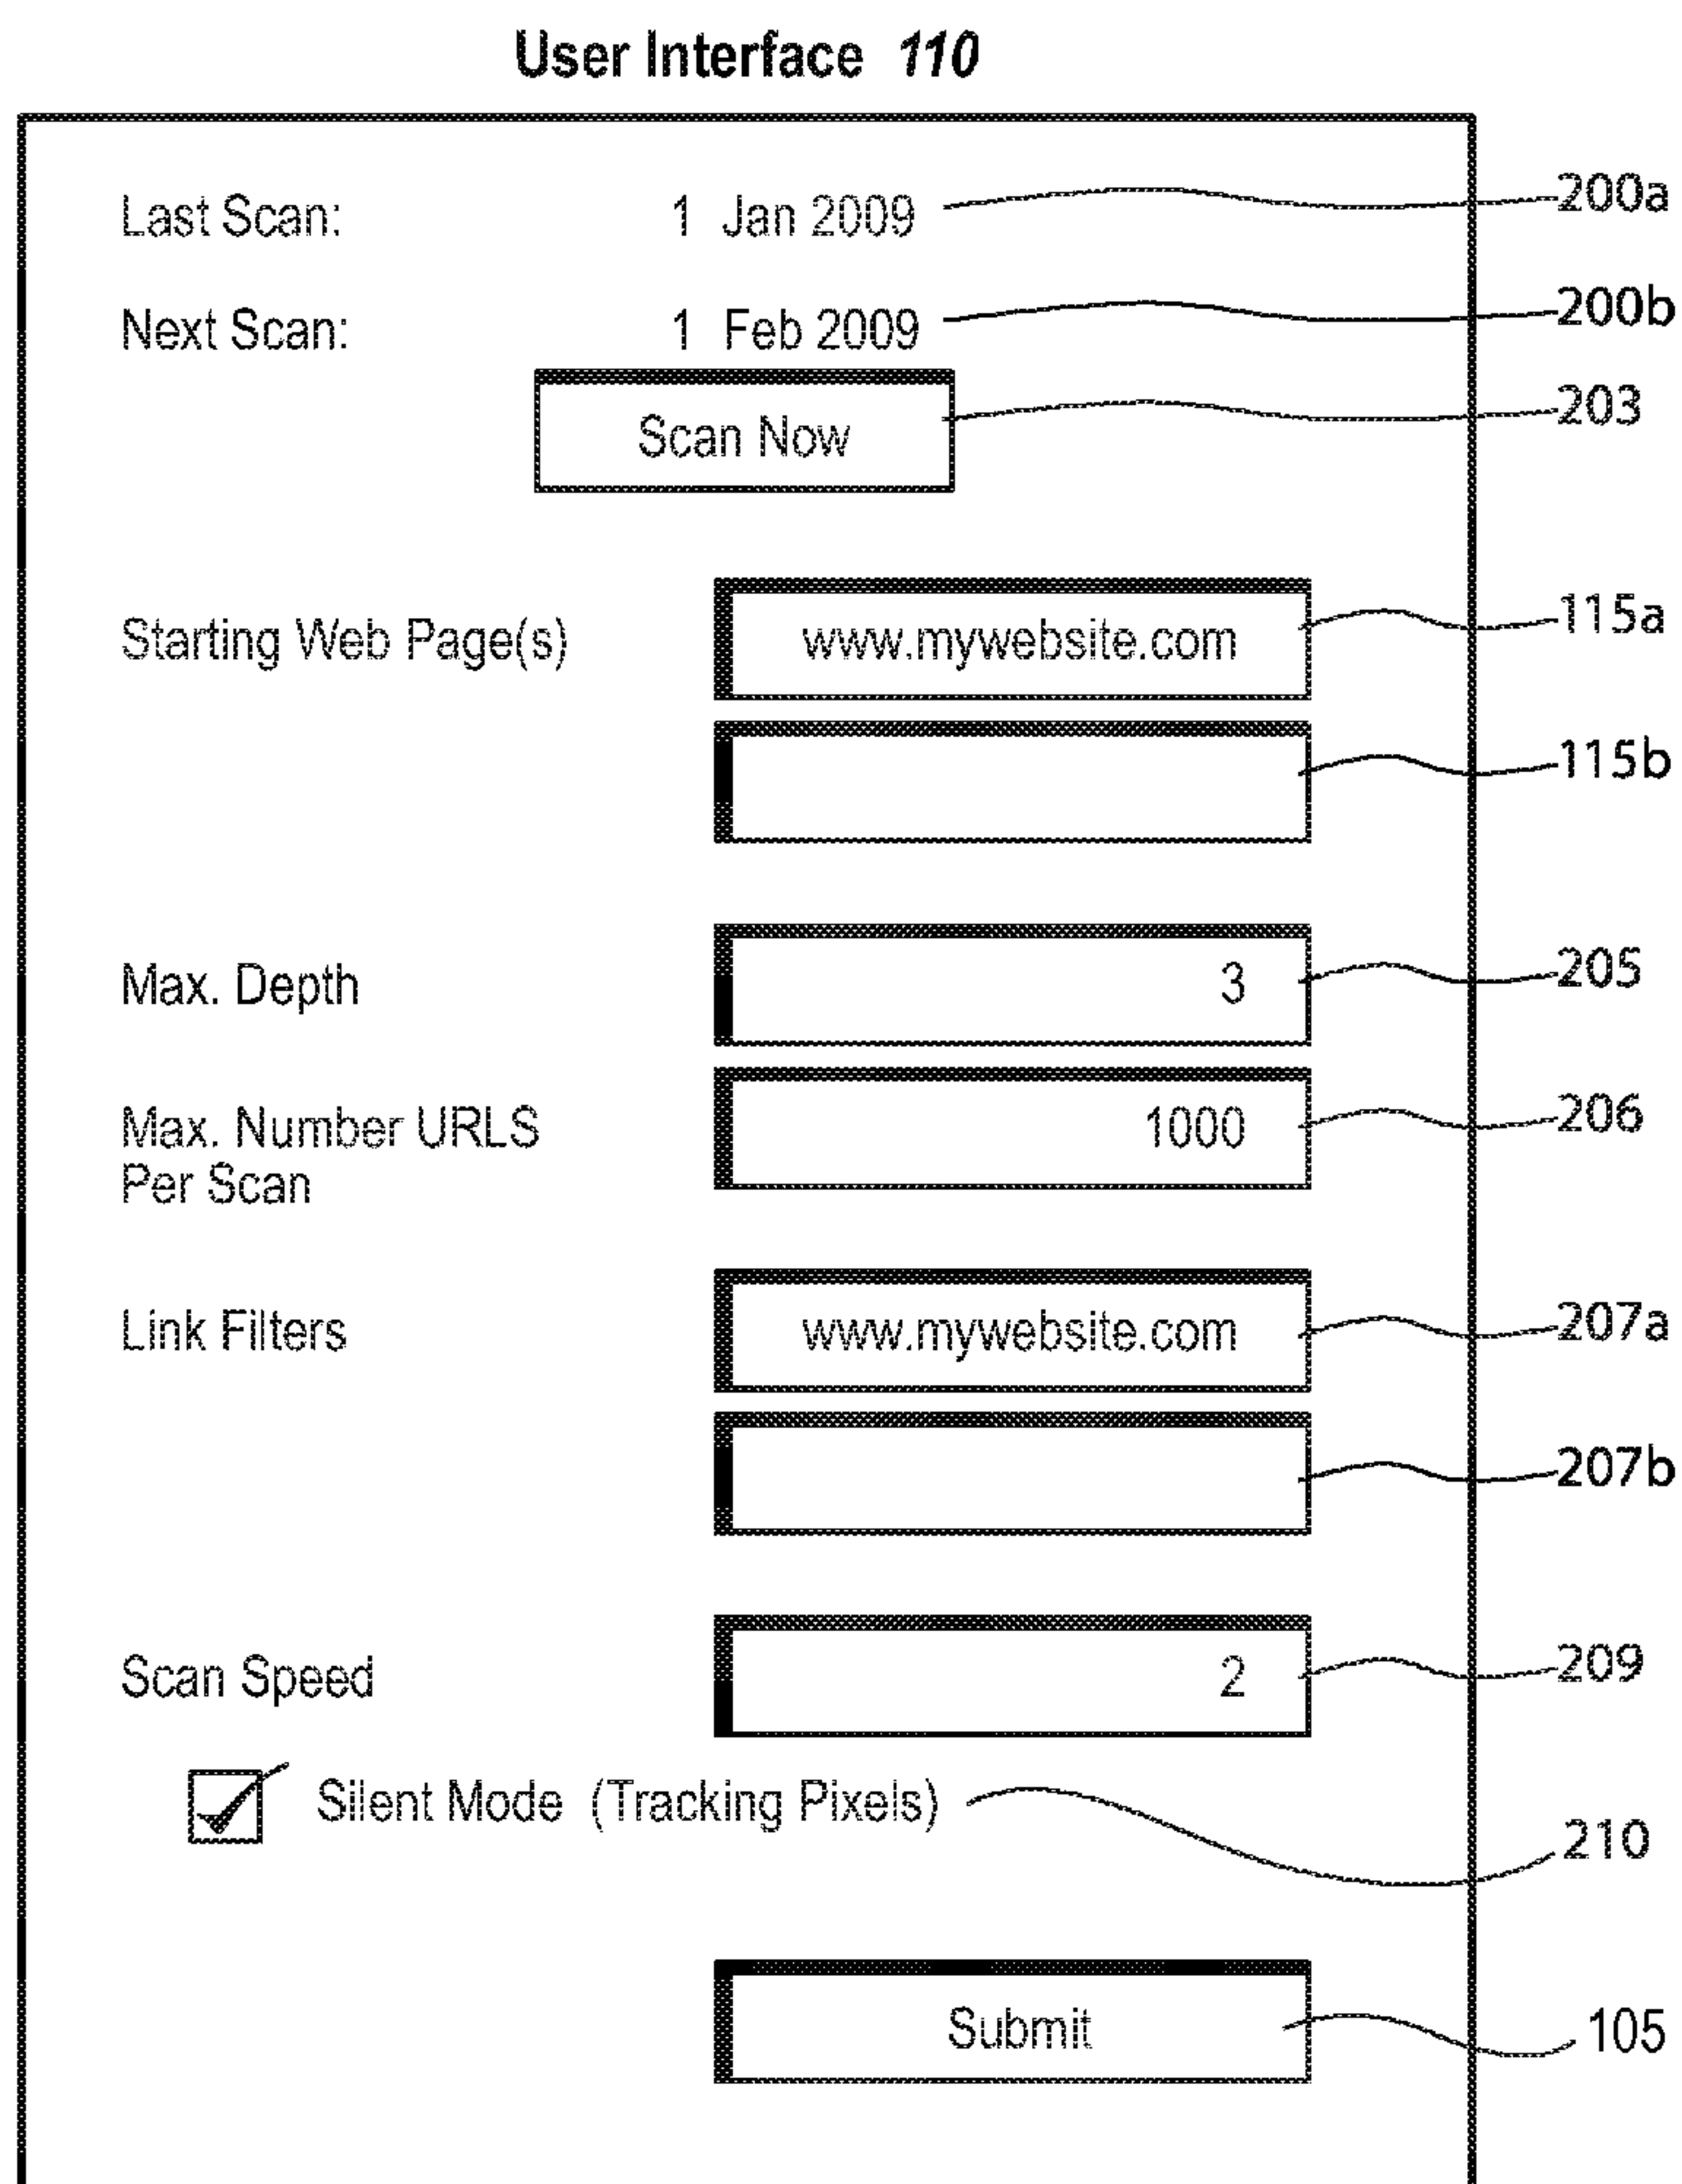 User Interface 110
Last Scan: 1 Jan 2009 200a
Next Scan: 1 Feb 2009 200b
Scan Now 203
Starting Web Page(s) www.mywebsite.com 115a
115b
Max. Depth 3 205
Max. Number URLS 1000 206
Per Scan
Link Filters www.mywebsite.com 207a
207b
Scan Speed 2 209
Silent Mode (Tracking Pixels) 210
Submit 105